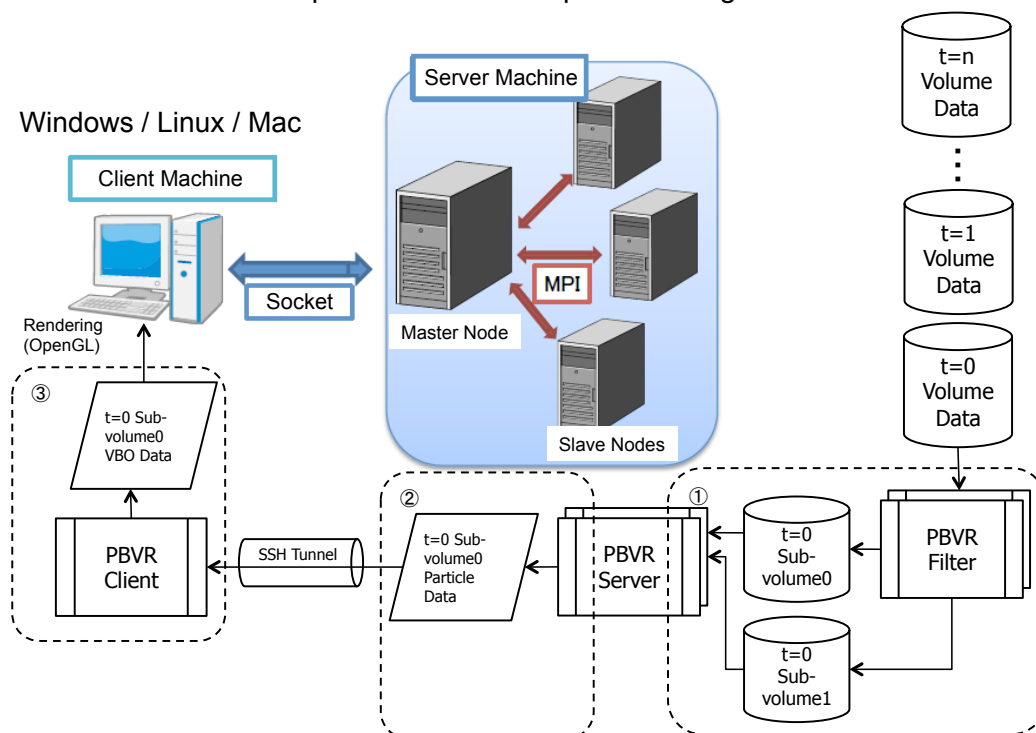 Windows / Linux / Mac
Client Machine
Server Machine
Socket
MPI
Master Node
Slave Nodes
t=n
Volume
Data
t=1
Volume
Data
t=0
Volume
Data
Rendering
(OpenGL)
③
t=0 Sub-
volume0
VBO Data
PBVR
Client
SSH Tunnel
②
t=0 Sub-
volume0
Particle
Data
PBVR
Server
①
t=0
Sub-
volume0
t=0
Sub-
volume1
PBVR
Filter